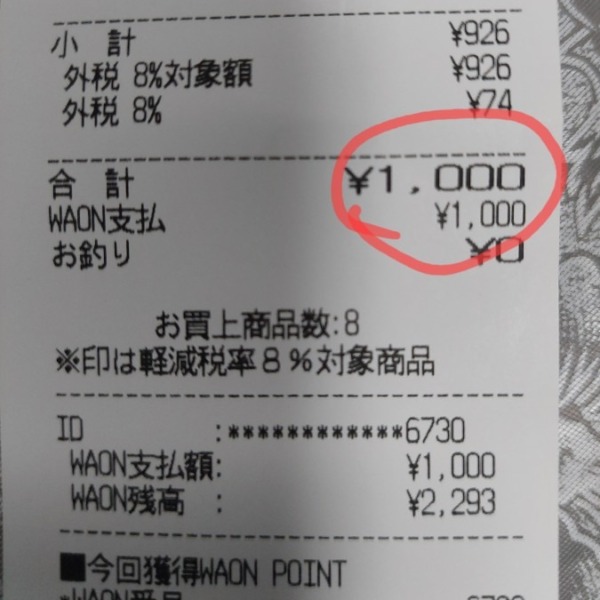 小 計 ¥926
外税 8%対象額 ¥926
外税 8% ¥74
合 計 ¥1,000
WAON支払 ¥1,000
お釣り ¥0
お買上商品数:8
※印は軽減税率8%対象商品
ID :************6730
WAON支払額: ¥1,000
WAON残高 : ¥2,293
■今回獲得WAON POINT